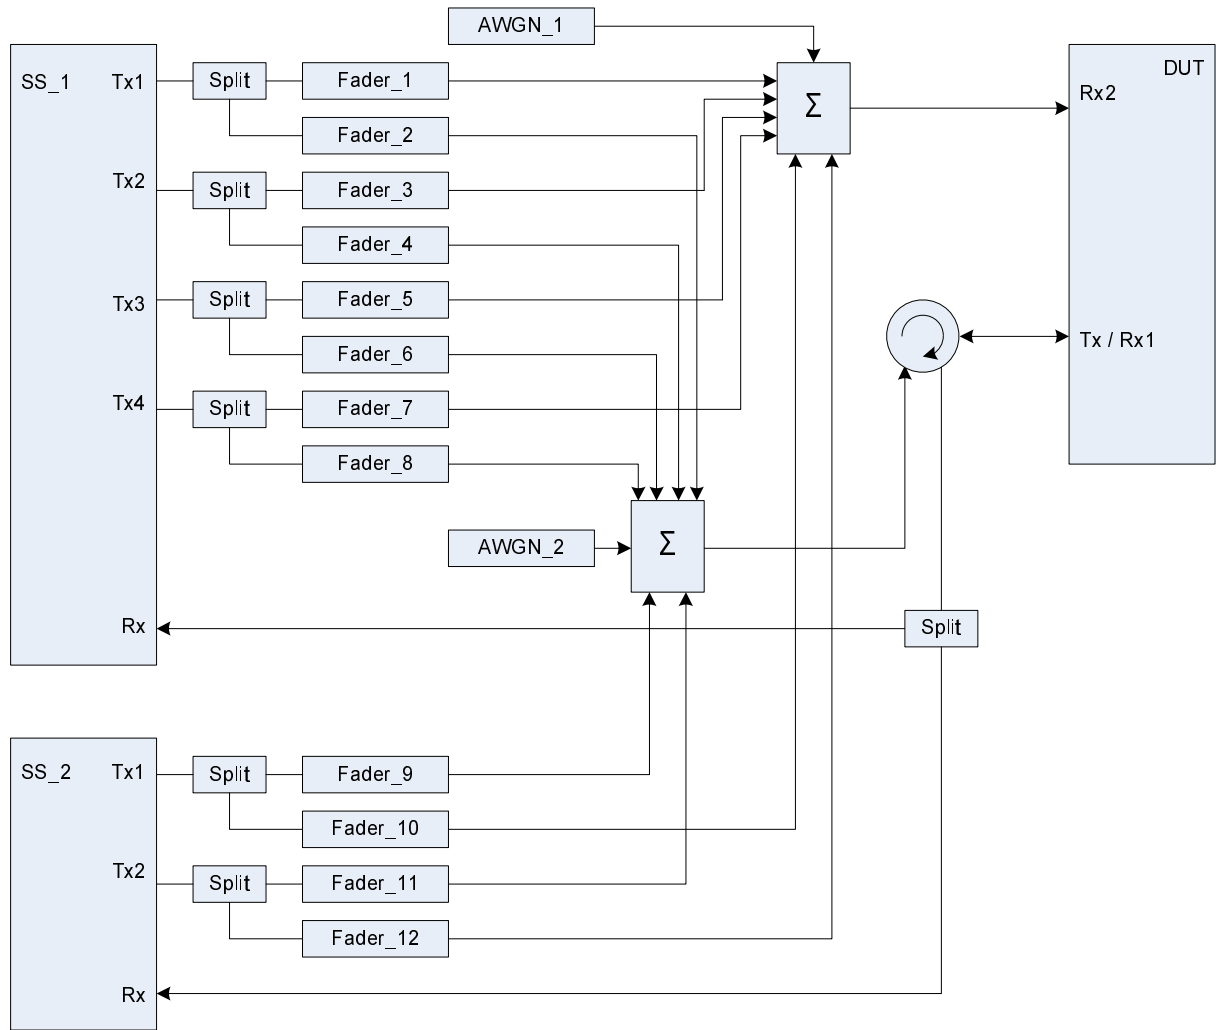 AWGN_1
SS_1
Tx1
Split
Fader_1
Σ
DUT
Rx2
Fader_2
Tx2
Split
Fader_3
Fader_4
Tx3
Split
Fader_5
Fader_6
Tx / Rx1
Tx4
Split
Fader_7
Fader_8
AWGN_2
Σ
Rx
Split
SS_2
Tx1
Split
Fader_9
Fader_10
Tx2
Split
Fader_11
Fader_12
Rx